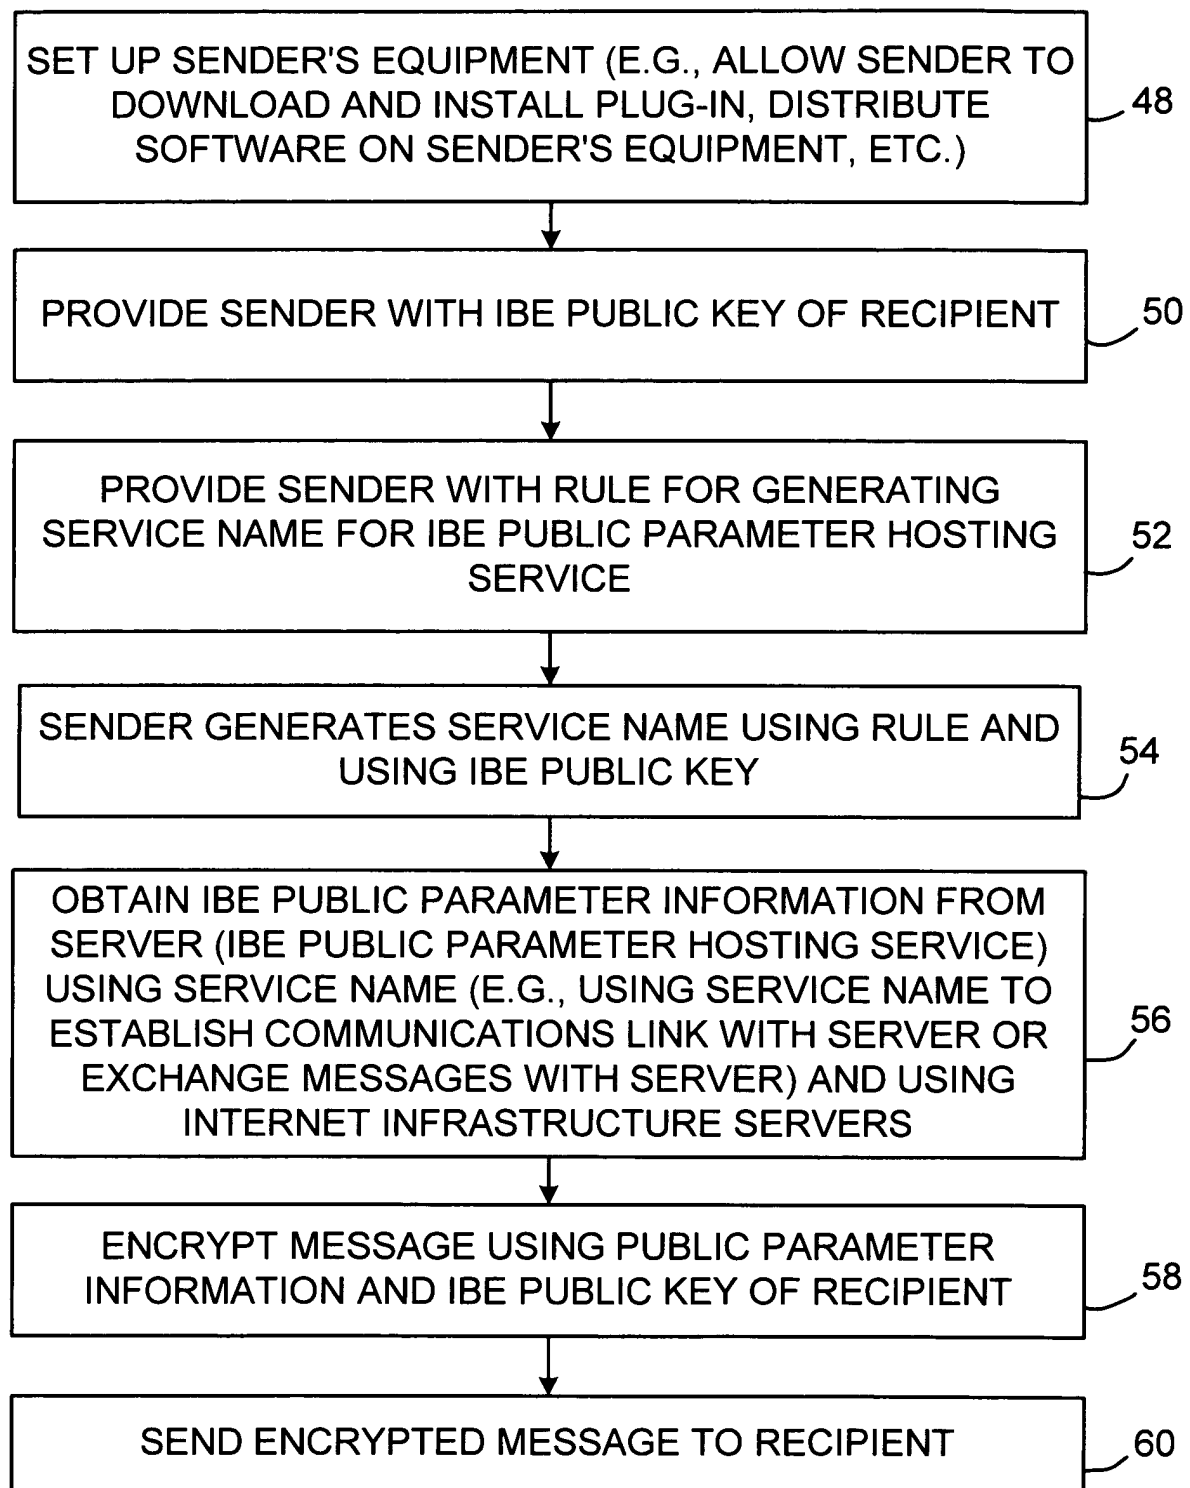 SET UP SENDER'S EQUIPMENT (E.G., ALLOW SENDER TO
DOWNLOAD AND INSTALL PLUG-IN, DISTRIBUTE
SOFTWARE ON SENDER'S EQUIPMENT, ETC.)
48
PROVIDE SENDER WITH IBE PUBLIC KEY OF RECIPIENT
50
PROVIDE SENDER WITH RULE FOR GENERATING
SERVICE NAME FOR IBE PUBLIC PARAMETER HOSTING
SERVICE
52
SENDER GENERATES SERVICE NAME USING RULE AND
USING IBE PUBLIC KEY
54
OBTAIN IBE PUBLIC PARAMETER INFORMATION FROM
SERVER (IBE PUBLIC PARAMETER HOSTING SERVICE)
USING SERVICE NAME (E.G., USING SERVICE NAME TO
ESTABLISH COMMUNICATIONS LINK WITH SERVER OR
EXCHANGE MESSAGES WITH SERVER) AND USING
INTERNET INFRASTRUCTURE SERVERS
56
ENCRYPT MESSAGE USING PUBLIC PARAMETER
INFORMATION AND IBE PUBLIC KEY OF RECIPIENT
58
SEND ENCRYPTED MESSAGE TO RECIPIENT
60